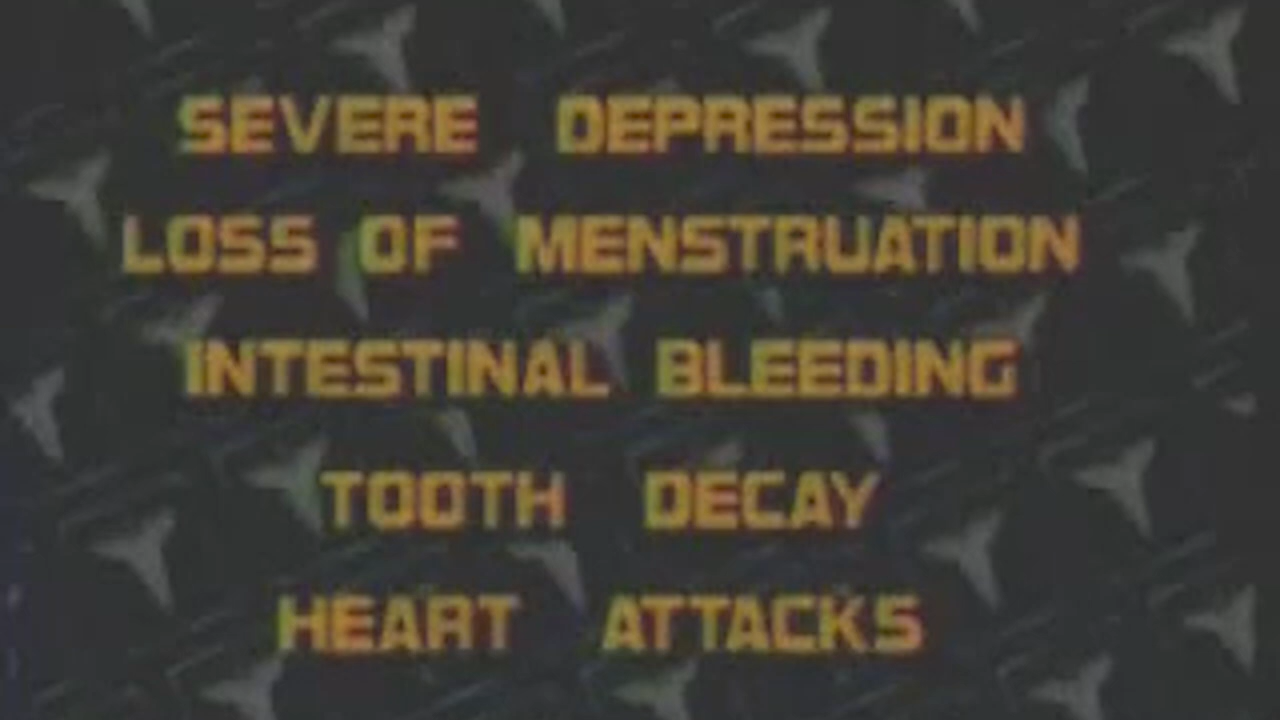 SEVERE DEPRESSION
LOSS OF MENSTRUATION
INTESTINAL BLEEDING
TOOTH DECAY
HEART ATTACKS